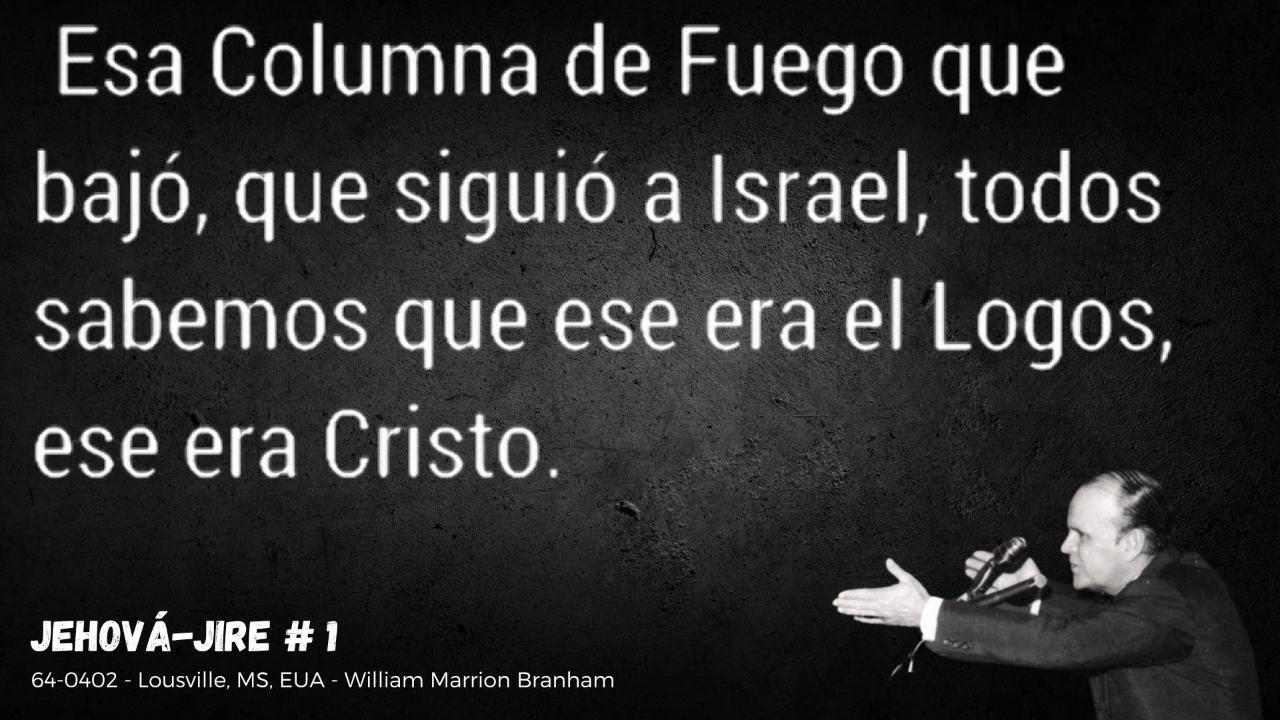 Esa Columna de Fuego que
bajó, que siguió a Israel, todos
sabemos que ese era el Logos,
ese era Cristo.
JEHOVÁ-JIRE # 1
64-0402 - Lousville, MS, EUA - William Marrion Branham